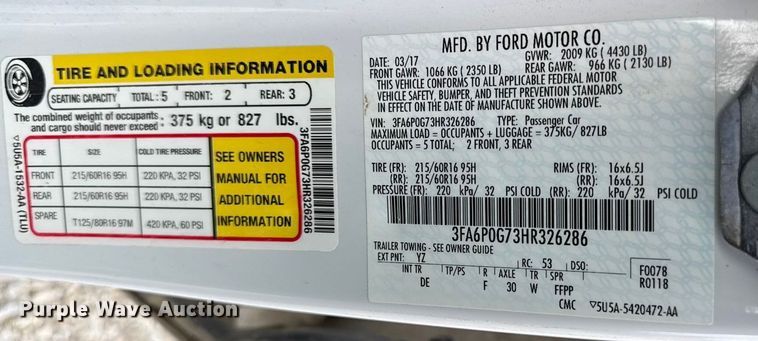 TIRE AND LOADING INFORMATION
SEATING CAPACITY TOTAL: 5 FRONT: 2 REAR: 3
The combined weight of occupants and cargo should never exceed: 375 kg or 827 lbs.
TIRE SIZE COLD TIRE PRESSURE
FRONT 215/60R16 95H 220 KPA, 32 PSI
REAR 215/60R16 95H 220 KPA, 32 PSI
SPARE T125/80R16 97M 420 KPA, 60 PSI
SEE OWNERS
MANUAL FOR
ADDITIONAL
INFORMATION
5U5A-1532-AA (TLU)
3FA6P0G73HR326286
MFD. BY FORD MOTOR CO.
DATE: 03/17 GVWR: 2009 KG ( 4430 LB)
FRONT GAWR: 1066 KG ( 2350 LB) REAR GAWR: 966 KG ( 2130 LB)
THIS VEHICLE CONFORMS TO ALL APPLICABLE FEDERAL MOTOR
VEHICLE SAFETY, BUMPER, AND THEFT PREVENTION STANDARDS
IN EFFECT ON THE DATE OF MANUFACTURE SHOWN ABOVE.
VIN: 3FA6P0G73HR326286 TYPE: Passenger Car
MAXIMUM LOAD = OCCUPANTS + LUGGAGE = 375KG/ 827LB
OCCUPANTS = 5 TOTAL; 2 FRONT, 3 REAR
TIRE (FR): 215/60R16 95H RIMS (FR): 16x6.5J
(RR): 215/60R16 95H (RR): 16x6.5J
PRESSURE (FR): 220 kPa/ 32 PSI COLD (RR): 220 kPa/ 32 PSI COLD
3FA6P0G73HR326286
TRAILER TOWING - SEE OWNER GUIDE
EXT PNT: YZ RC: 53 DSO:
INT TR TP/PS R AXLE TR SPR
DE F 30 W FFPP
F0078
R0118
CMC 5U5A-5420472-AA
Purple Wave Auction